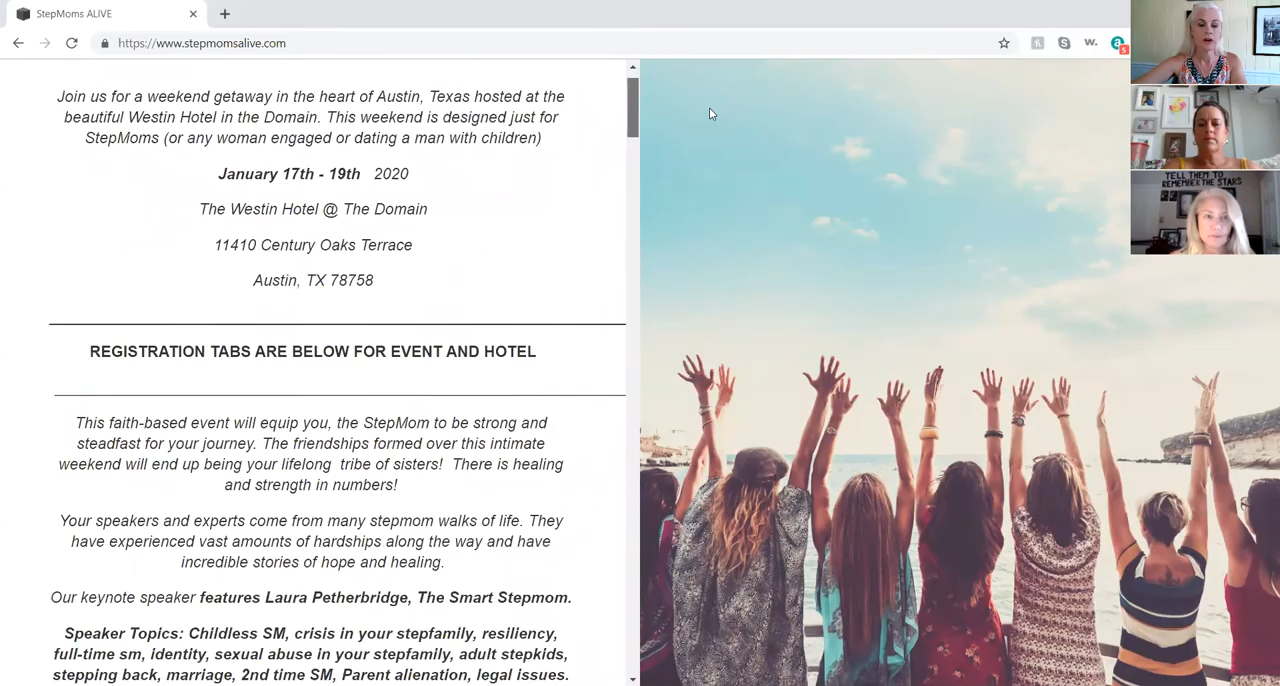 StepMoms ALIVE
https://www.stepmomsalive.com
w.
a
5
Join us for a weekend getaway in the heart of Austin, Texas hosted at the
beautiful Westin Hotel in the Domain. This weekend is designed just for
StepMoms (or any woman engaged or dating a man with children)
January 17th - 19th 2020
The Westin Hotel @ The Domain
11410 Century Oaks Terrace
Austin, TX 78758
REGISTRATION TABS ARE BELOW FOR EVENT AND HOTEL
This faith-based event will equip you, the StepMom to be strong and
steadfast for your journey. The friendships formed over this intimate
weekend will end up being your lifelong tribe of sisters! There is healing
and strength in numbers!
Your speakers and experts come from many stepmom walks of life. They
have experienced vast amounts of hardships along the way and have
incredible stories of hope and healing.
Our keynote speaker features Laura Petherbridge, The Smart Stepmom.
Speaker Topics: Childless SM, crisis in your stepfamily, resiliency,
full-time sm, identity, sexual abuse in your stepfamily, adult stepkids,
stepping back, marriage, 2nd time SM, Parent alienation, legal issues.
TELL THEM TO
REMEMBER THE STARS